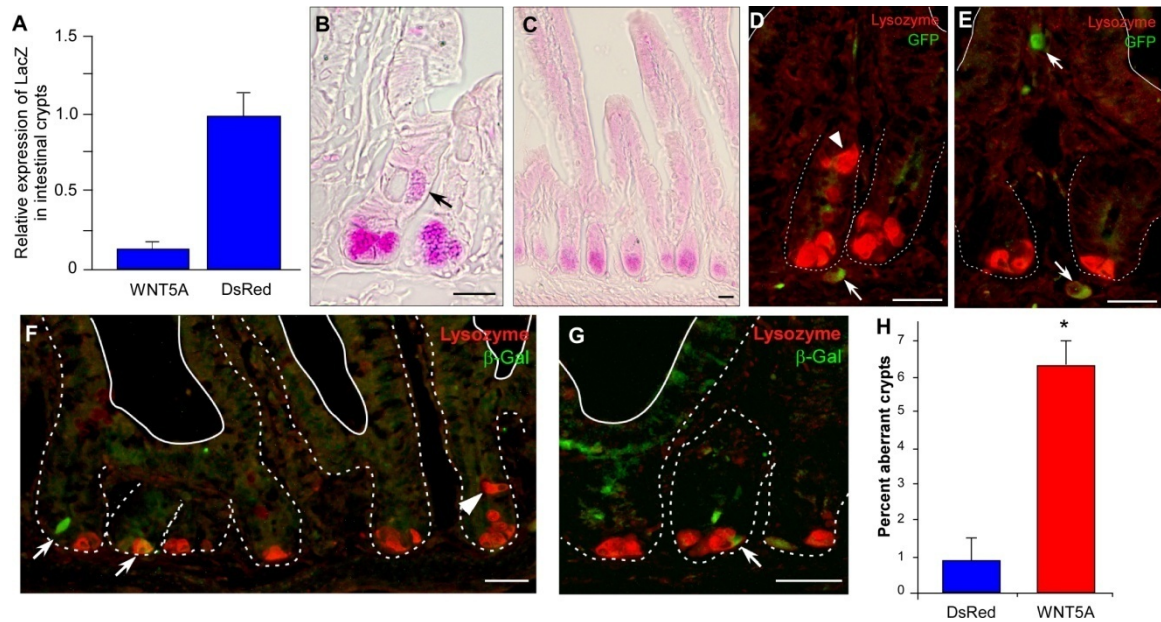 A
Relative expression of LacZ
in intestinal crypts
1.5
1.0
0.5
0
WNT5A
DsRed
B
C
D
Lysozyme
GFP
E
Lysozyme
GFP
F
Lysozyme
β-Gal
G
Lysozyme
β-Gal
H
Percent aberrant crypts
7
6
5
4
3
2
1
0
*
DsRed
WNT5A